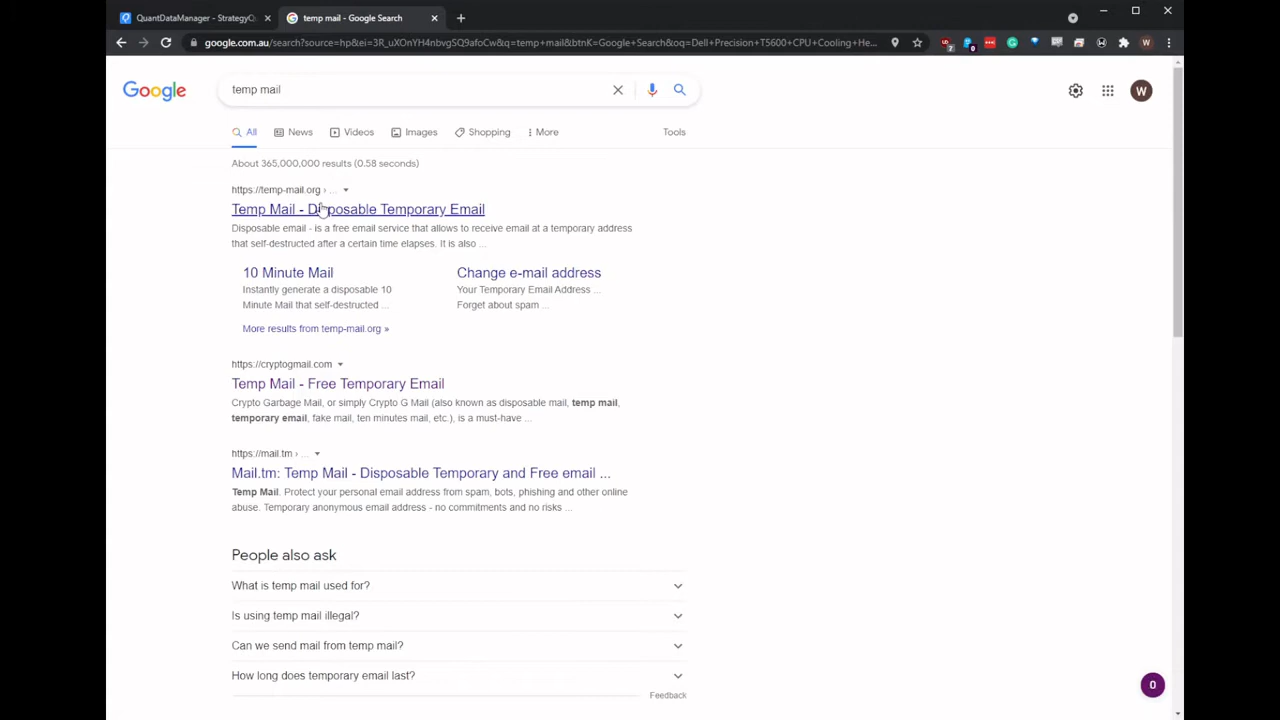 QuantDataManager - StrategyQ
temp mail - Google Search
google.com.au/search?source=hp&ei=3R_uXOnYH4nbvgSQ9afoCw&q=temp+mail&btnK=Google+Search&oq=Dell+Precision+T5600+CPU+Cooling+He...
7
0
W
Google
temp mail
W
All
News
Videos
Images
Shopping
More
Tools
About 365,000,000 results (0.58 seconds)
https://temp-mail.org › ...
Temp Mail - Disposable Temporary Email
Disposable email - is a free email service that allows to receive email at a temporary address
that self-destructed after a certain time elapses. It is also ...
10 Minute Mail
Change e-mail address
Instantly generate a disposable 10
Your Temporary Email Address ...
Minute Mail that self-destructed ...
Forget about spam ...
More results from temp-mail.org »
https://cryptogmail.com
Temp Mail - Free Temporary Email
Crypto Garbage Mail, or simply Crypto G Mail (also known as disposable mail, temp mail,
temporary email, fake mail, ten minutes mail, etc.), is a must-have ...
https://mail.tm › ...
Mail.tm: Temp Mail - Disposable Temporary and Free email ...
Temp Mail. Protect your personal email address from spam, bots, phishing and other online
abuse. Temporary anonymous email address - no commitments and no risks ...
People also ask
What is temp mail used for?
Is using temp mail illegal?
Can we send mail from temp mail?
How long does temporary email last?
Feedback
0